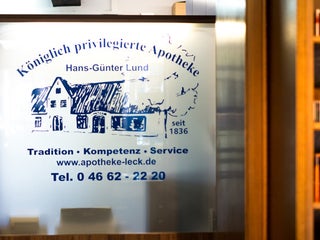 Königlich privilegierte Apotheke
Hans-Günter Lund
seit
1836
Tradition • Kompetenz • Service
www.apotheke-leck.de
Tel. 0 46 62 - 22 20